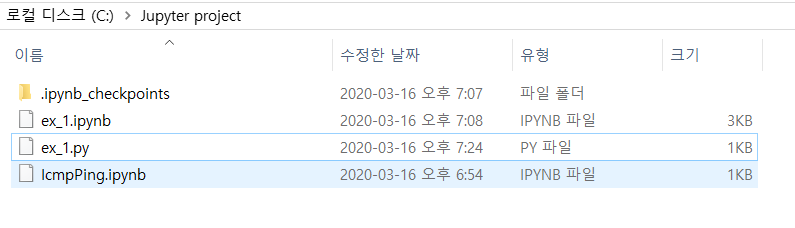 로컬 디스크 (C:) > Jupyter project
이름 수정한 날짜 유형 크기
.ipynb_checkpoints 2020-03-16 오후 7:07 파일 폴더
ex_1.ipynb 2020-03-16 오후 7:08 IPYNB 파일 3KB
ex_1.py 2020-03-16 오후 7:24 PY 파일 1KB
IcmpPing.ipynb 2020-03-16 오후 6:54 IPYNB 파일 1KB